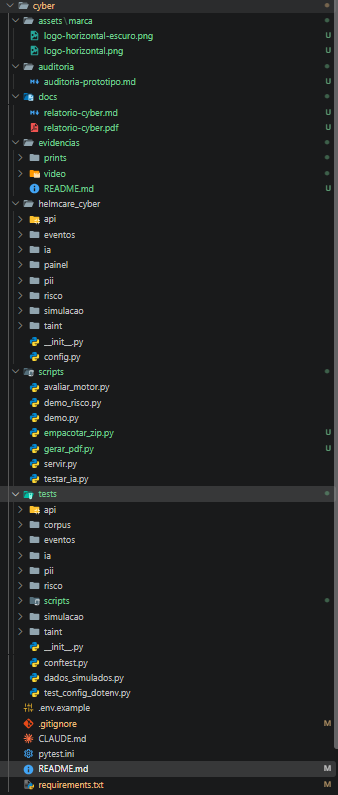 cyber
assets \ marca
logo-horizontal-escuro.png U
logo-horizontal.png U
auditoria
auditoria-prototipo.md U
docs
relatorio-cyber.md U
relatorio-cyber.pdf U
evidencias
prints
video
README.md U
helmcare_cyber
api
eventos
ia
painel
pii
risco
simulacao
taint
__init__.py
config.py
scripts
avaliar_motor.py
demo_risco.py
demo.py
empacotar_zip.py U
gerar_pdf.py U
servir.py
testar_ia.py
tests
api
corpus
eventos
ia
pii
risco
scripts
simulacao
taint
__init__.py
conftest.py
dados_simulados.py
test_config_dotenv.py
.env.example
.gitignore M
CLAUDE.md
pytest.ini
README.md M
requirements.txt M